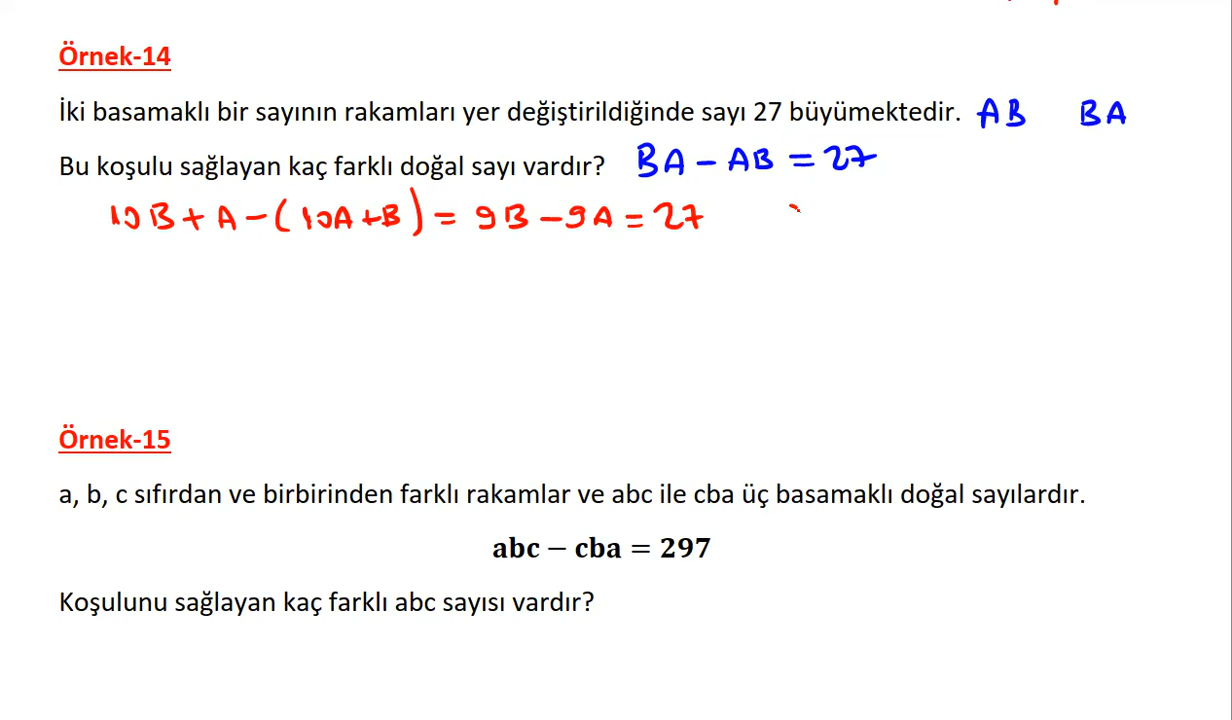 Örnek-14
İki basamaklı bir sayının rakamları yer değiştirildiğinde sayı 27 büyümektedir. AB BA
Bu koşulu sağlayan kaç farklı doğal sayı vardır? BA - AB = 27
10B + A - (10A + B) = 9B - 9A = 27
Örnek-15
a, b, c sıfırdan ve birbirinden farklı rakamlar ve abc ile cba üç basamaklı doğal sayılardır.
abc − cba = 297
Koşulunu sağlayan kaç farklı abc sayısı vardır?